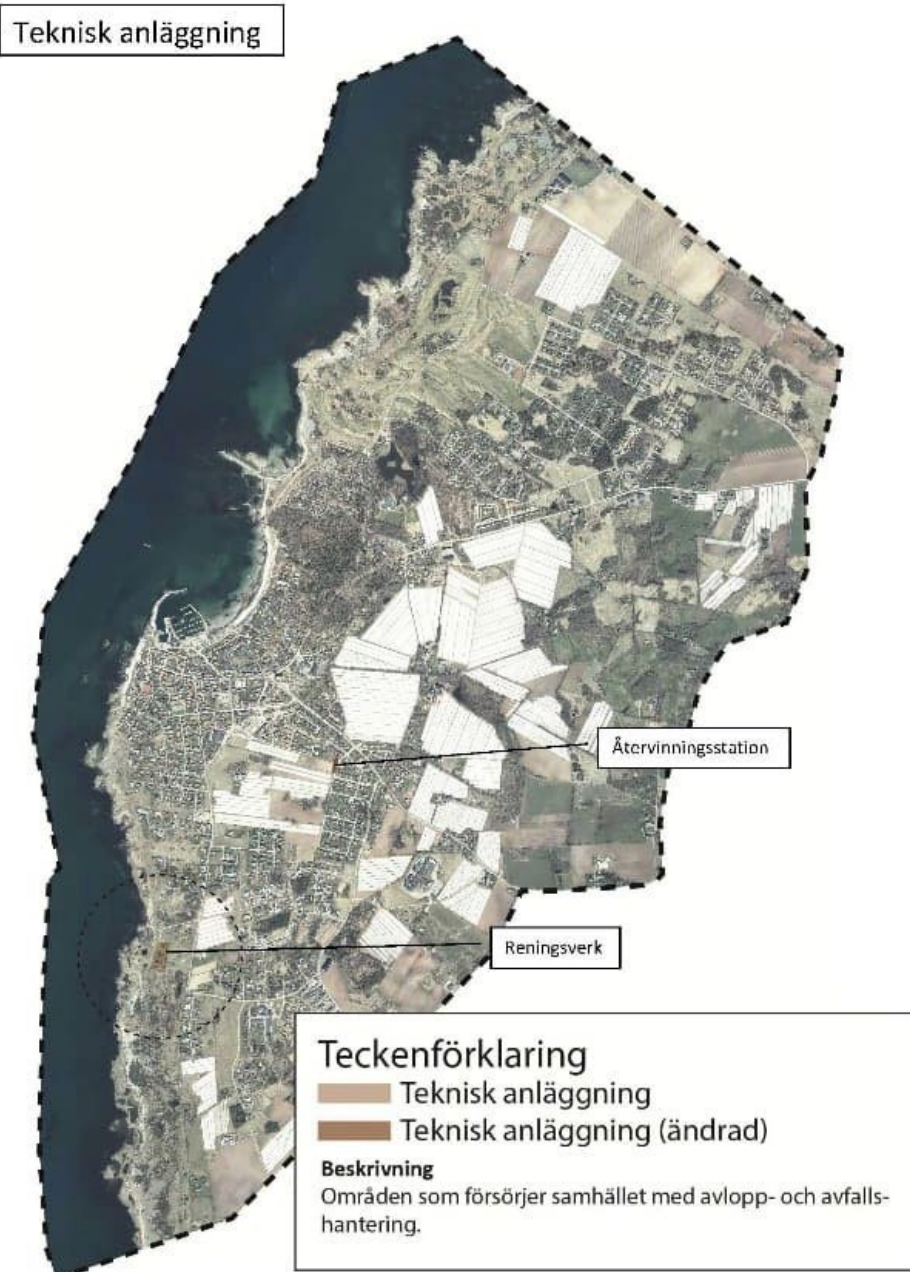 Teknisk anläggning
Återvinningsstation
Reningsverk
Teckenförklaring
Teknisk anläggning
Teknisk anläggning (ändrad)
Beskrivning
Områden som försörjer samhället med avlopp- och avfalls-
hantering.